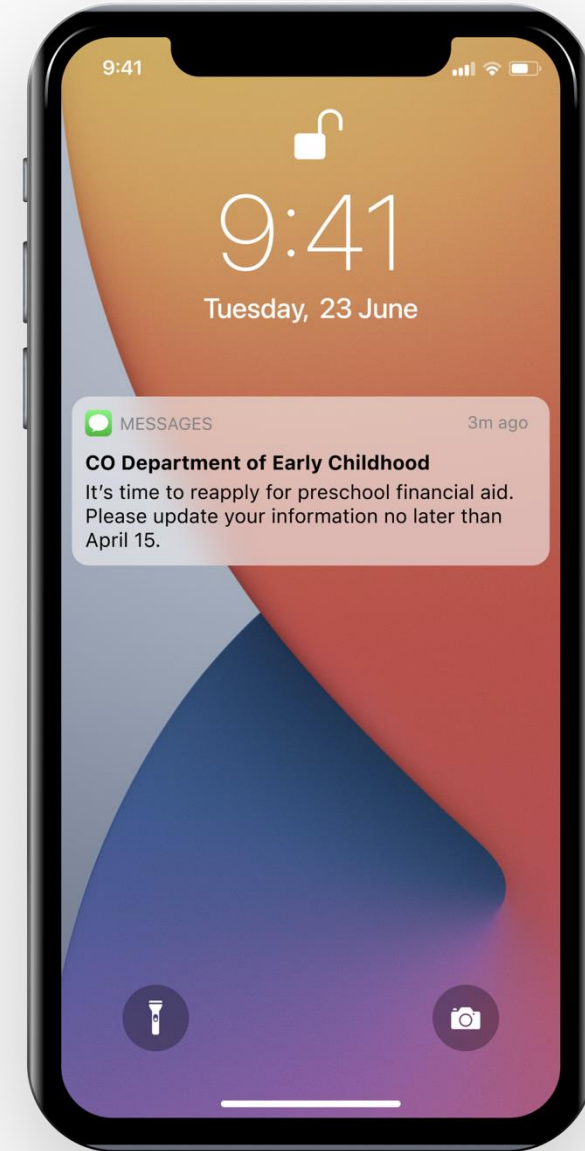 9:41
9:41
Tuesday, 23 June
MESSAGES 3m ago
CO Department of Early Childhood
It’s time to reapply for preschool financial aid.
Please update your information no later than
April 15.